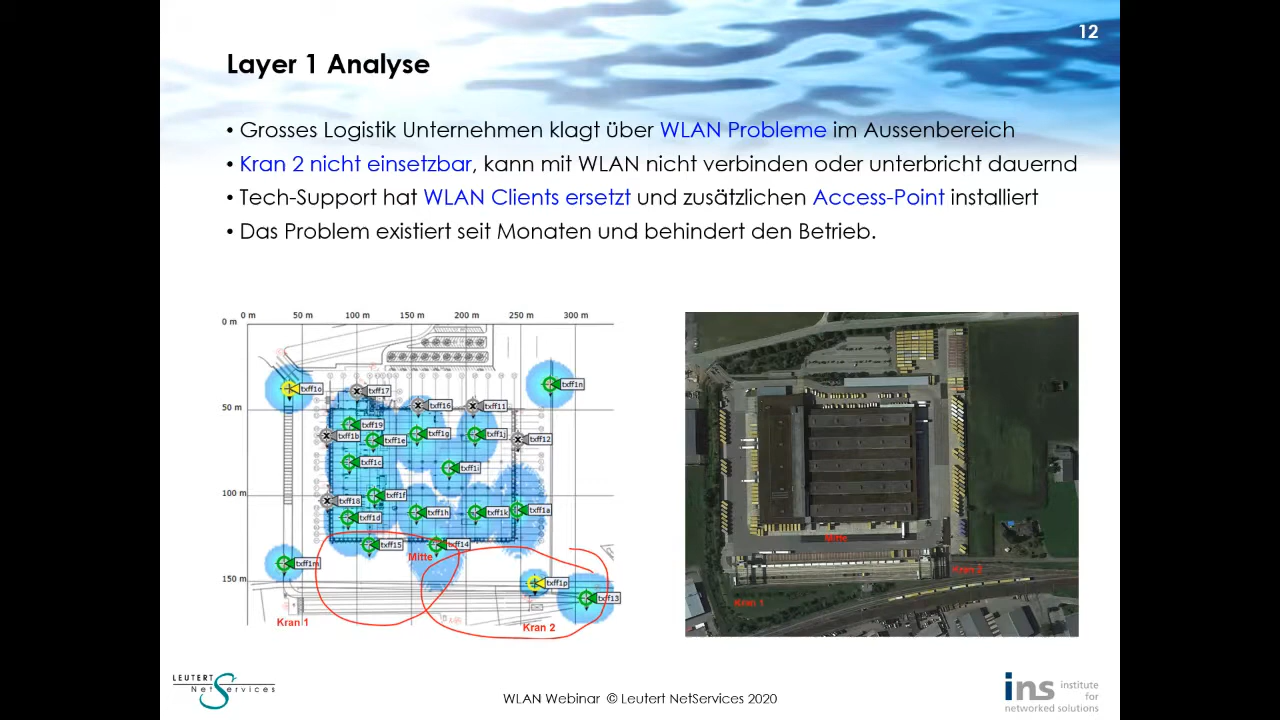 12
Layer 1 Analyse
• Grosses Logistik Unternehmen klagt über WLAN Probleme im Aussenbereich
• Kran 2 nicht einsetzbar, kann mit WLAN nicht verbinden oder unterbricht dauernd
• Tech-Support hat WLAN Clients ersetzt und zusätzlichen Access-Point installiert
• Das Problem existiert seit Monaten und behindert den Betrieb.
0 m 50 m 100 m 150 m 200 m 250 m 300 m
0 m
txff1o txff17 txff1n
50 m txff16 txff11
txff19
txff1b txff1e txff1g txff1j txff12
txff1c txff1i
100 m txff18 txff1f
txff1d txff1h txff1k txff1a
txff15 txff14
Mitte
txff1m
150 m txff1p
txff13
Kran 1 Kran 2
Mitte
Kran 1
LEUTERT
NetServices
WLAN Webinar © Leutert NetServices 2020
ins institute
for
networked solutions